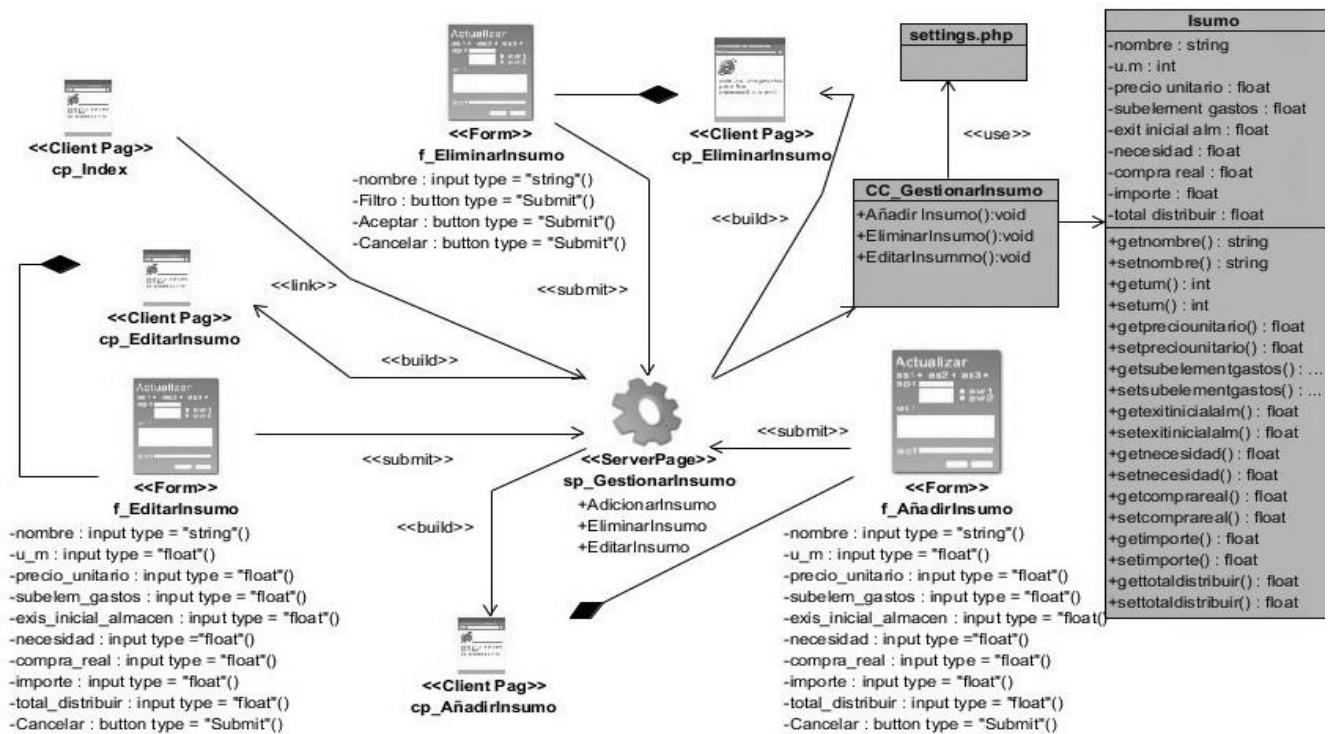 <<Client Pag>>
cp_Index
Actualizar
<<Form>>
f_EliminarInsumo
-nombre : input type = "string"()
-Filtro : button type = "Submit"()
-Aceptar : button type = "Submit"()
-Cancelar : button type = "Submit"()
<<Client Pag>>
cp_EliminarInsumo
settings.php
<<use>>
CC_GestionarInsumo
+Añadir Insumo():void
+EliminarInsumo():void
+EditarInsummo():void
Isumo
-nombre : string
-u.m : int
-precio unitario : float
-subelement gastos : float
-exit inicial alm : float
-necesidad : float
-compra real : float
-importe : float
-total distribuir : float
+getnombre() : string
+setnombre() : string
+getum() : int
+setum() : int
+getpreciounitario() : float
+setpreciounitario() : float
+getsubelementgastos() : ...
+setsubelementgastos() : ...
+getexitinicialalm() : float
+setexitinicialalm() : float
+getnecesidad() : float
+setnecesidad() : float
+getcomprareal() : float
+setcomprareal() : float
+getimporte() : float
+setimporte() : float
+gettotaldistribuir() : float
+settotaldistribuir() : float
<<build>>
<<link>>
<<submit>>
<<Client Pag>>
cp_EditarInsumo
<<build>>
Actualizar
as1 as2 as3
sw1
sw2
<<Form>>
f_EditarInsumo
-nombre : input type = "string"()
-u_m : input type = "float"()
-precio_unitario : input type = "float"()
-subelem_gastos : input type = "float"()
-exis_inicial_almacen : input type = "float"()
-necesidad : input type ="float"()
-compra_real : input type = "float"()
-importe : input type = "float"()
-total_distribuir : input type = "float"()
-Cancelar : button type = "Submit"()
<<submit>>
<<ServerPage>>
sp_GestionarInsumo
+AdicionarInsumo
+EliminarInsumo
+EditarInsumo
<<build>>
<<Client Pag>>
cp_AñadirInsumo
<<submit>>
Actualizar
as1 as2 as3
sw1
sw2
<<Form>>
f_AñadirInsumo
-nombre : input type = "string"()
-u_m : input type = "float"()
-precio_unitario : input type = "float"()
-subelem_gastos : input type = "float"()
-exis_inicial_almacen : input type = "float()
-necesidad : input type = "float"()
-compra_real : input type = "float"()
-importe : input type = "float"()
-total_distribuir : input type = "float"()
-Cancelar : button type = "Submit"()